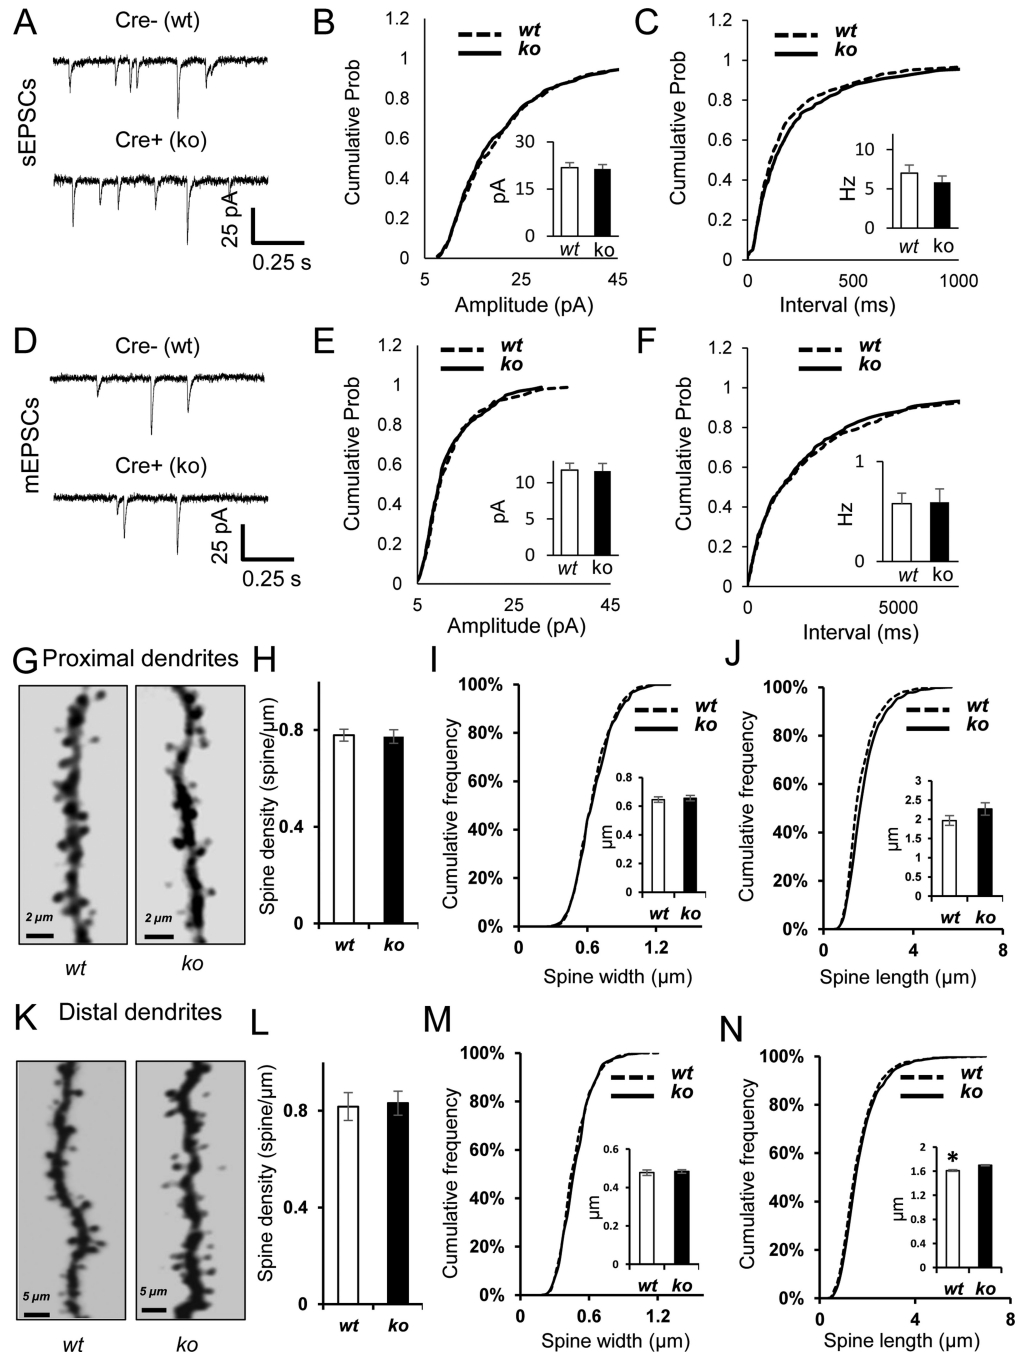 A
Cre- (wt)
sEPSCs
Cre+ (ko)
25 pA
0.25 s
B
wt
ko
Cumulative Prob
1.2
1
0.8
0.6
0.4
0.2
0
5
25
45
Amplitude (pA)
pA
30
15
0
wt
ko
C
wt
ko
Cumulative Prob
1.2
1
0.8
0.6
0.4
0.2
0
0
500
1000
Interval (ms)
Hz
10
5
0
wt
ko
D
Cre- (wt)
mEPSCs
Cre+ (ko)
25 pA
0.25 s
E
wt
ko
Cumulative Prob
1.2
1
0.8
0.6
0.4
0.2
0
5
25
45
Amplitude (pA)
pA
10
5
0
wt
ko
F
wt
ko
Cumulative Prob
1.2
1
0.8
0.6
0.4
0.2
0
0
5000
Interval (ms)
Hz
1
0
wt
ko
G
Proximal dendrites
2 µm
2 µm
wt
ko
H
Spine density (spine/µm)
0.8
0.4
0
wt
ko
I
wt
ko
Cumulative frequency
100%
80%
60%
40%
20%
0%
0
0.6
1.2
Spine width (µm)
µm
0.8
0.6
0.4
0.2
0
wt
ko
J
wt
ko
Cumulative frequency
100%
80%
60%
40%
20%
0%
0
4
8
Spine length (µm)
µm
3
2.5
2
1.5
1
0.5
0
wt
ko
K
Distal dendrites
5 µm
5 µm
wt
ko
L
Spine density (spine/µm)
0.8
0.4
0
wt
ko
M
wt
ko
Cumulative frequency
100%
80%
60%
40%
20%
0%
0
0.6
1.2
Spine width (µm)
µm
0.6
0.4
0.2
0
wt
ko
N
wt
ko
Cumulative frequency
100%
80%
60%
40%
20%
0%
0
4
8
Spine length (µm)
µm
2
1.6
1.2
0.8
0.4
0
*
wt
ko